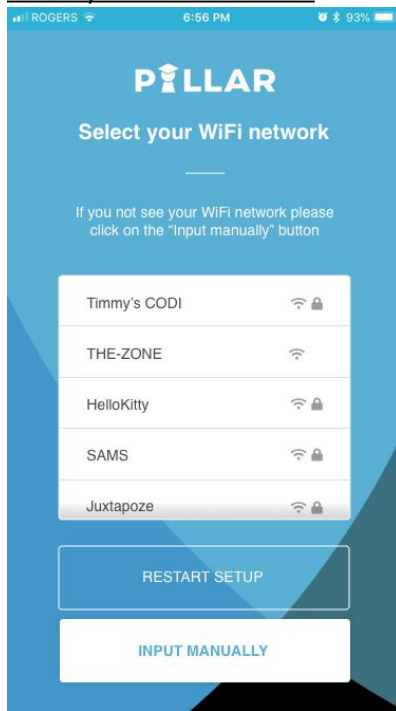 ROGERS 6:56 PM 93%
PILLAR
Select your WiFi network
If you not see your WiFi network please
click on the "Input manually" button
Timmy's CODI
THE-ZONE
HelloKitty
SAMS
Juxtapoze
RESTART SETUP
INPUT MANUALLY